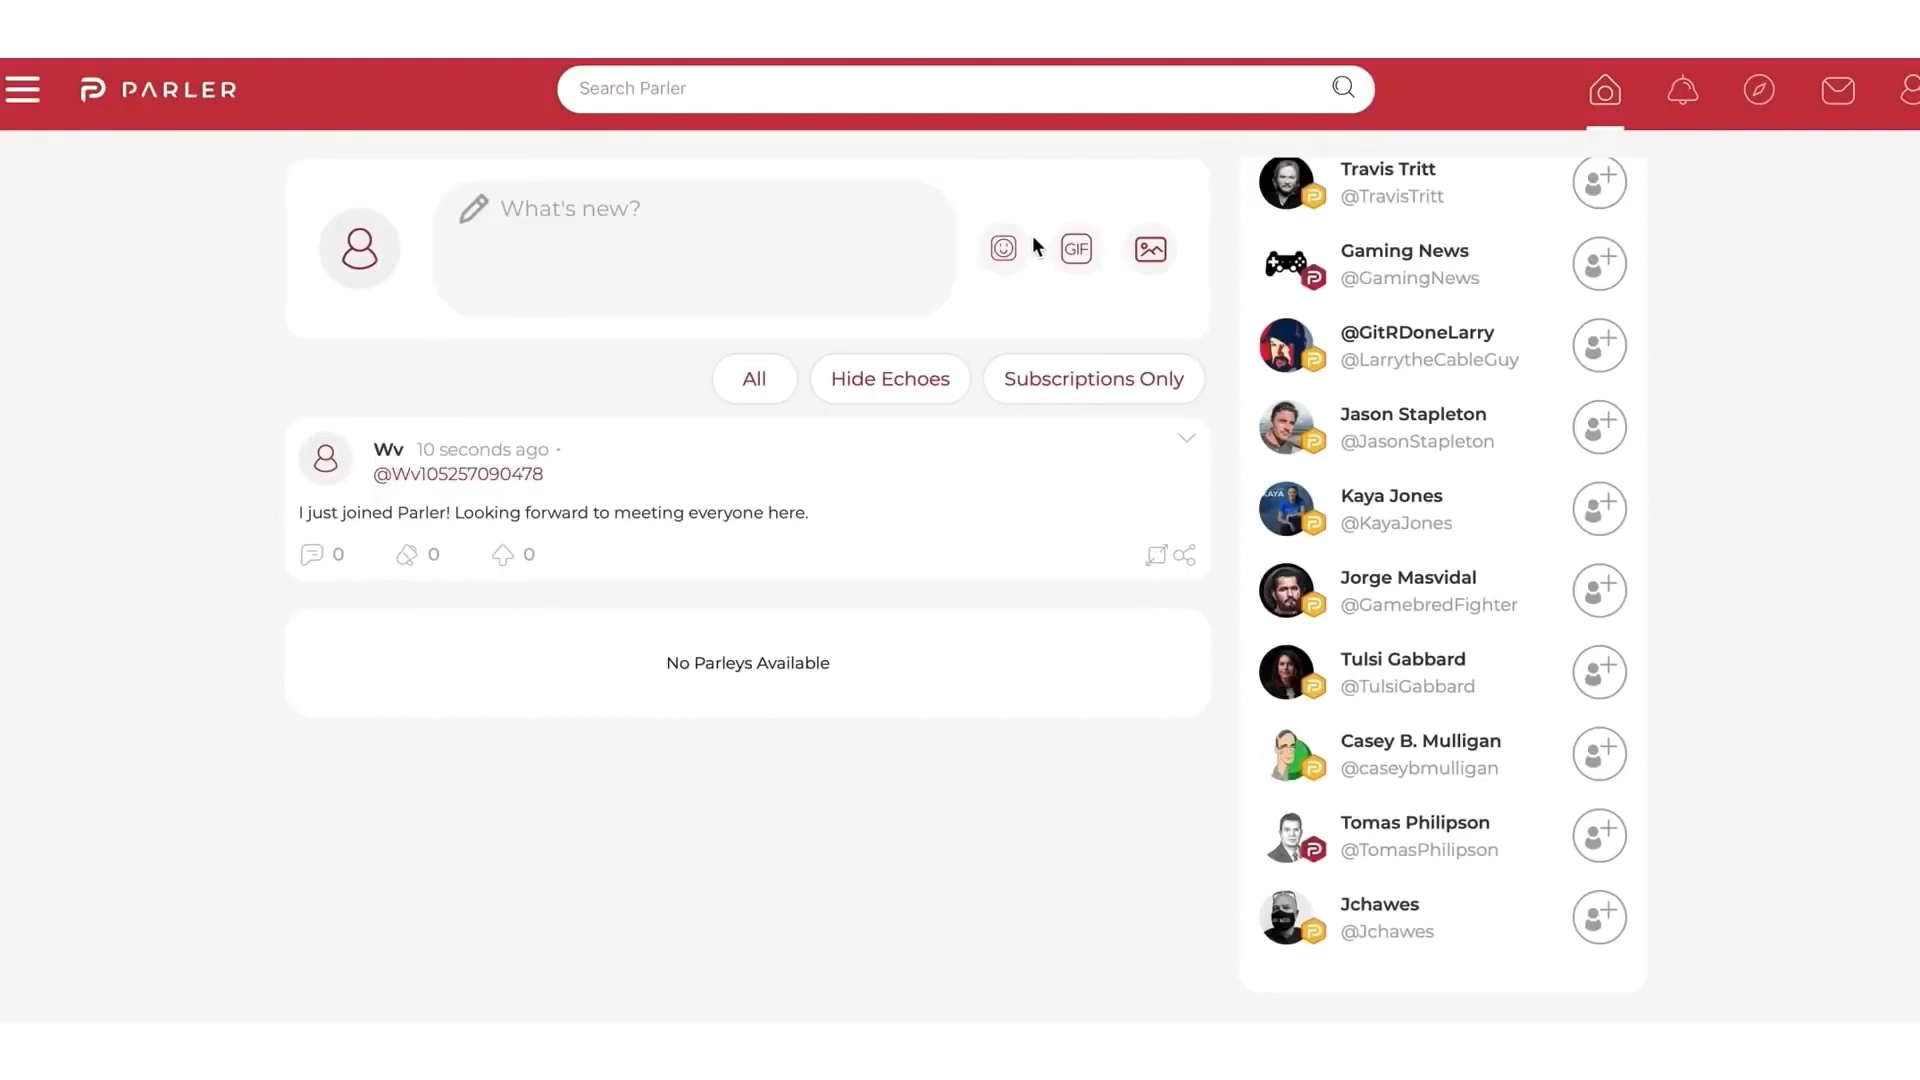 PARLER
Search Parler
What's new?
GIF
All
Hide Echoes
Subscriptions Only
Wv 10 seconds ago ·
@Wv105257090478
I just joined Parler! Looking forward to meeting everyone here.
0
0
0
No Parleys Available
Travis Tritt
@TravisTritt
Gaming News
@GamingNews
@GitRDoneLarry
@LarrytheCableGuy
Jason Stapleton
@JasonStapleton
KAYA
Kaya Jones
@KayaJones
Jorge Masvidal
@GamebredFighter
Tulsi Gabbard
@TulsiGabbard
Casey B. Mulligan
@caseybmulligan
Tomas Philipson
@TomasPhilipson
Jchawes
@Jchawes